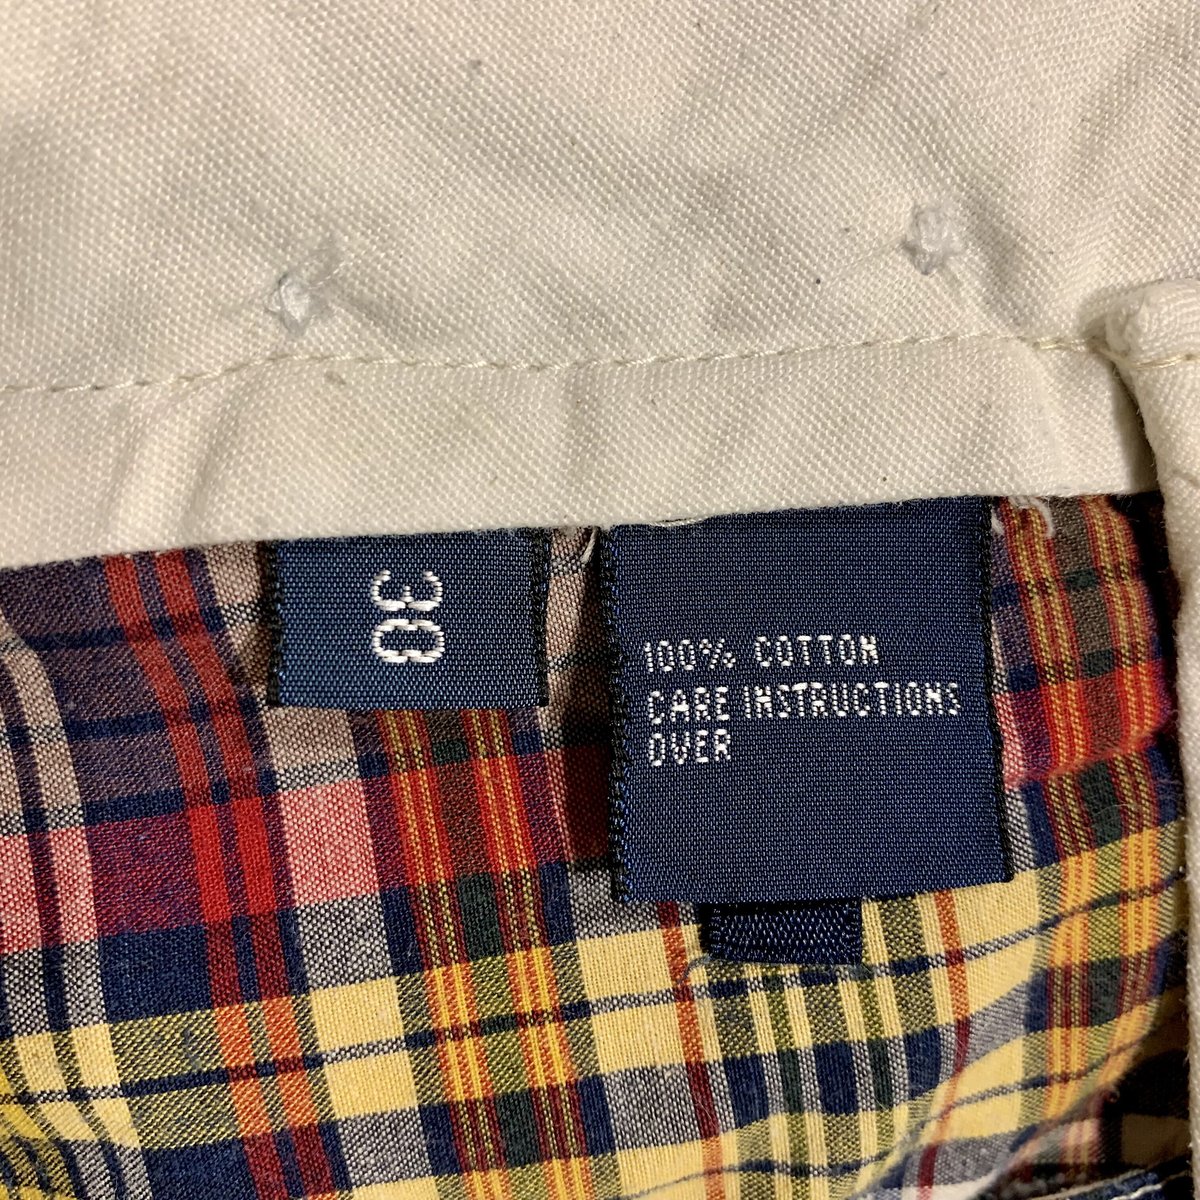 30
100% COTTON
CARE INSTRUCTIONS
OVER